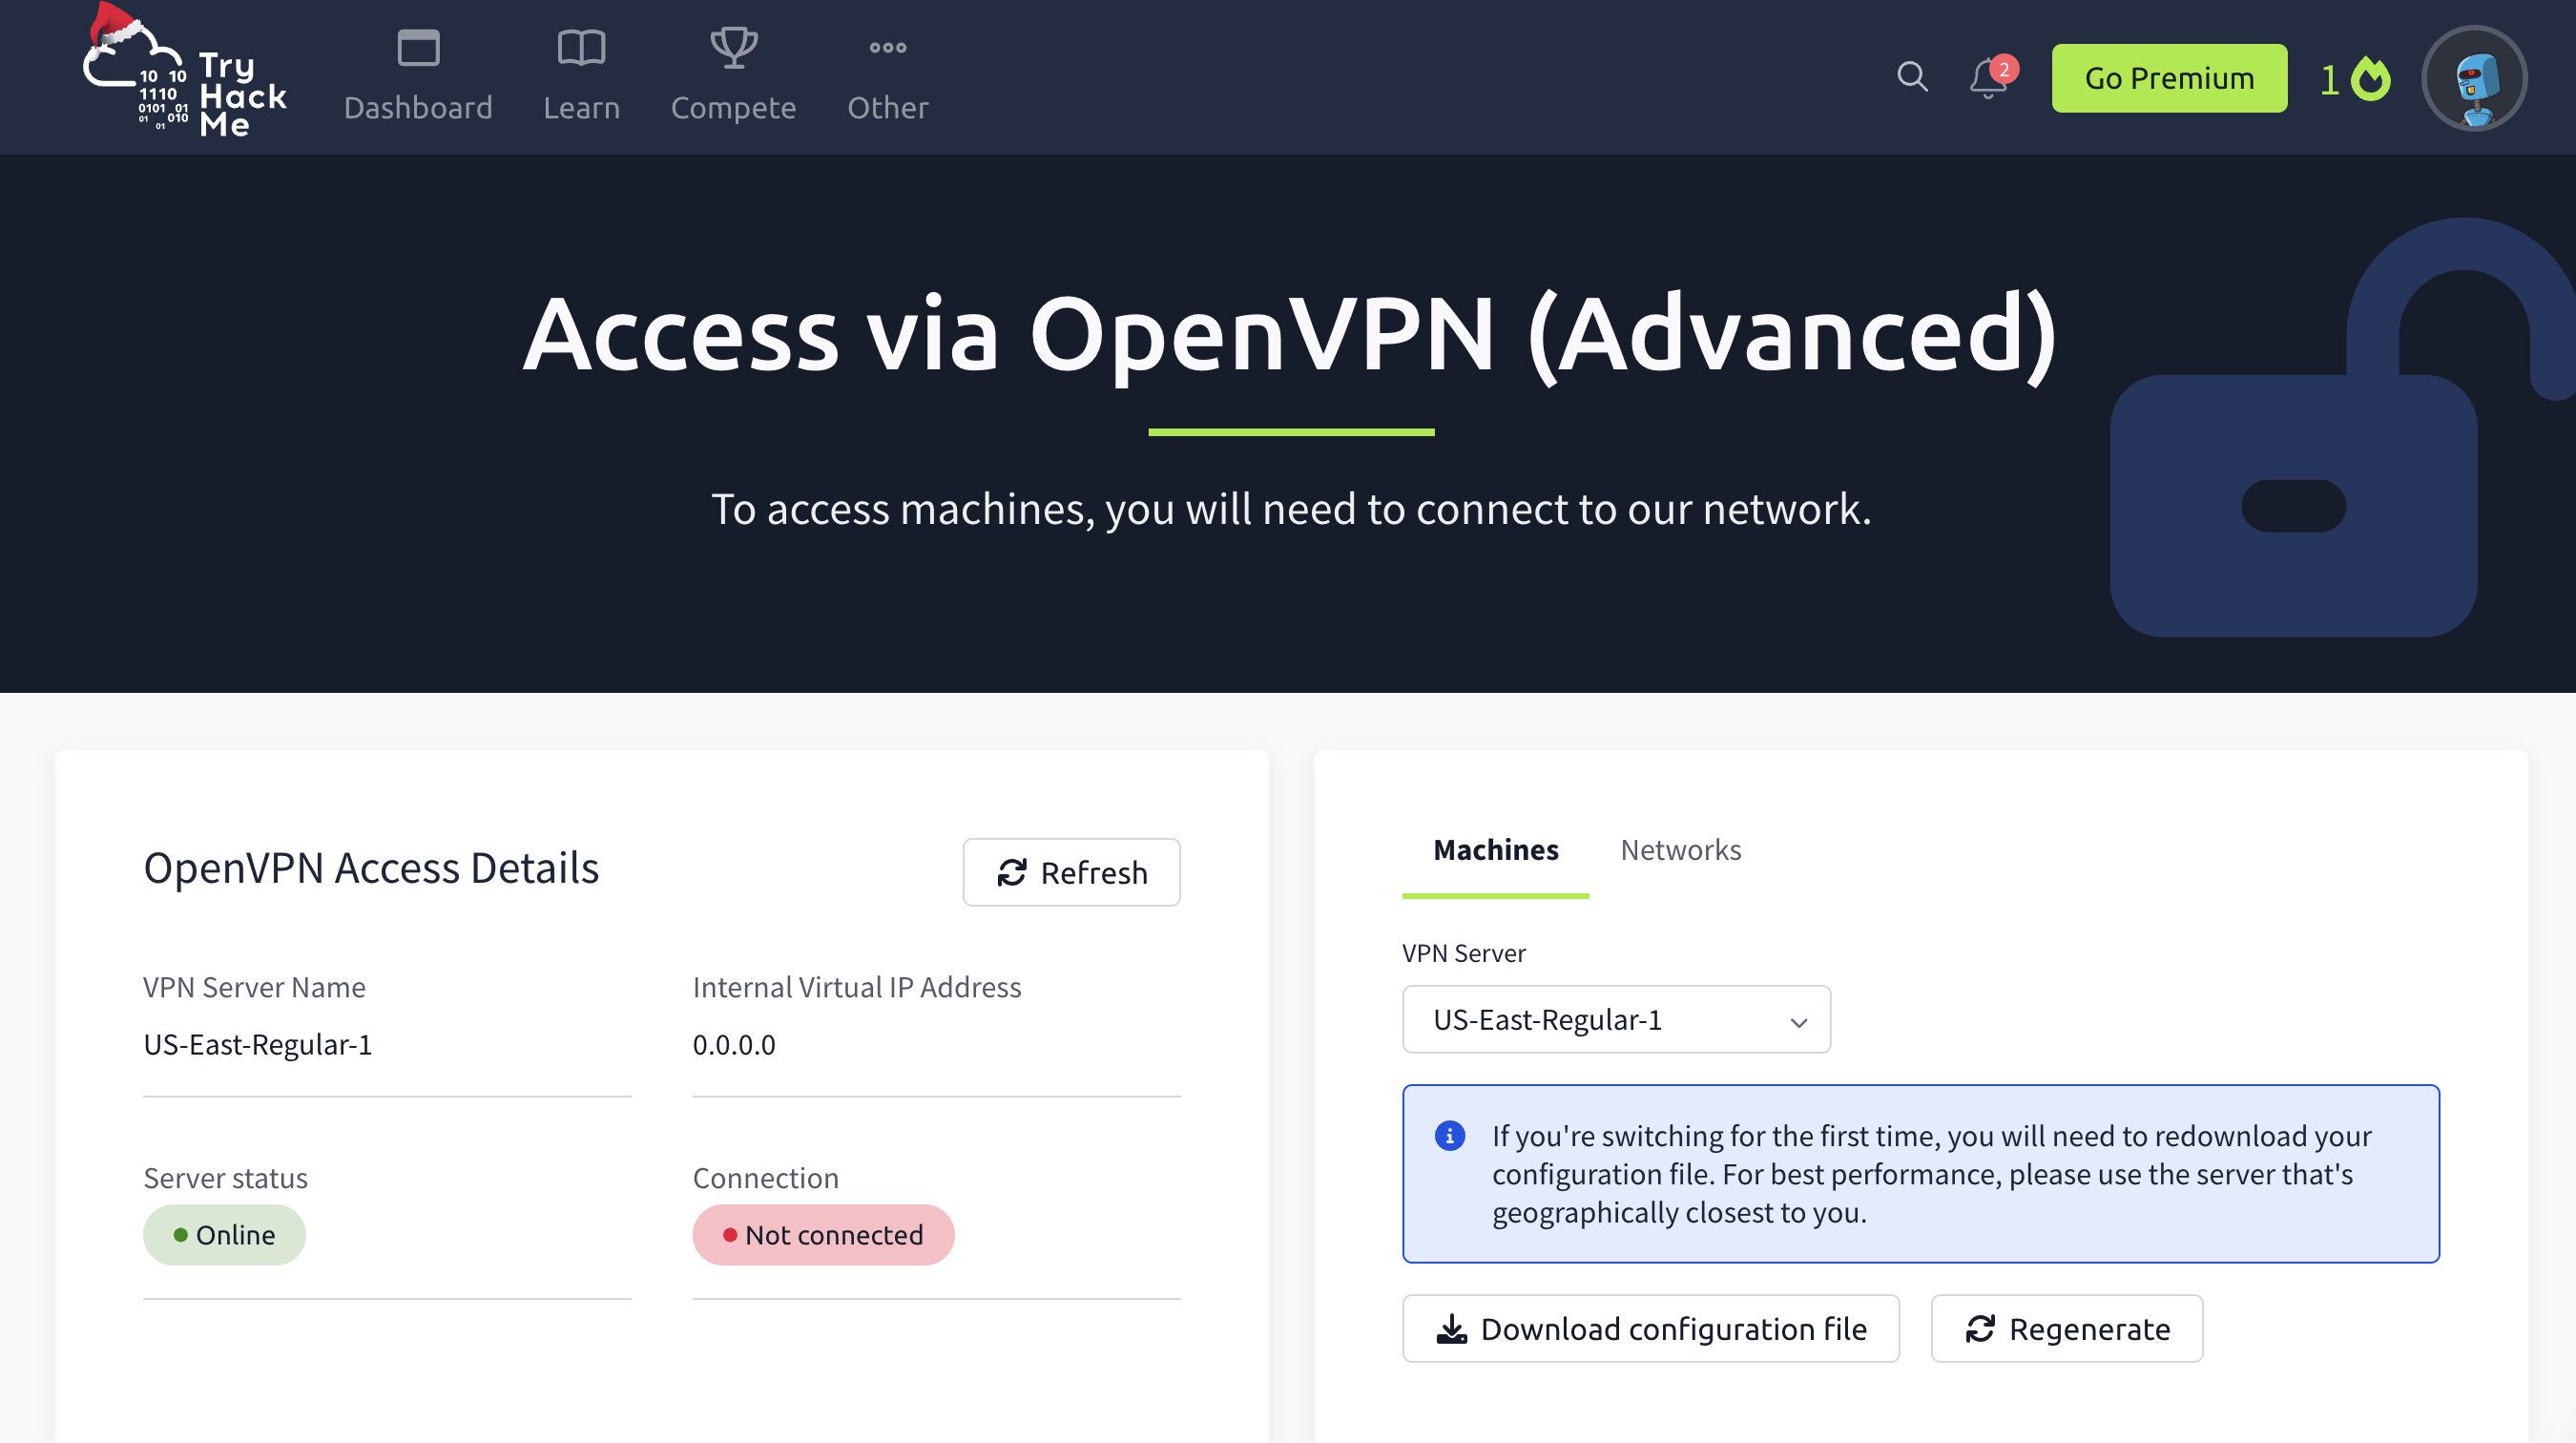 10 10
1110
0101 01
01 010
01
Try
Hack
Me
Dashboard
Learn
Compete
Other
2
Go Premium
1
Access via OpenVPN (Advanced)
To access machines, you will need to connect to our network.
OpenVPN Access Details
Refresh
VPN Server Name
Internal Virtual IP Address
US-East-Regular-1
0.0.0.0
Server status
Connection
Online
Not connected
Machines
Networks
VPN Server
US-East-Regular-1
If you're switching for the first time, you will need to redownload your
configuration file. For best performance, please use the server that's
geographically closest to you.
Download configuration file
Regenerate